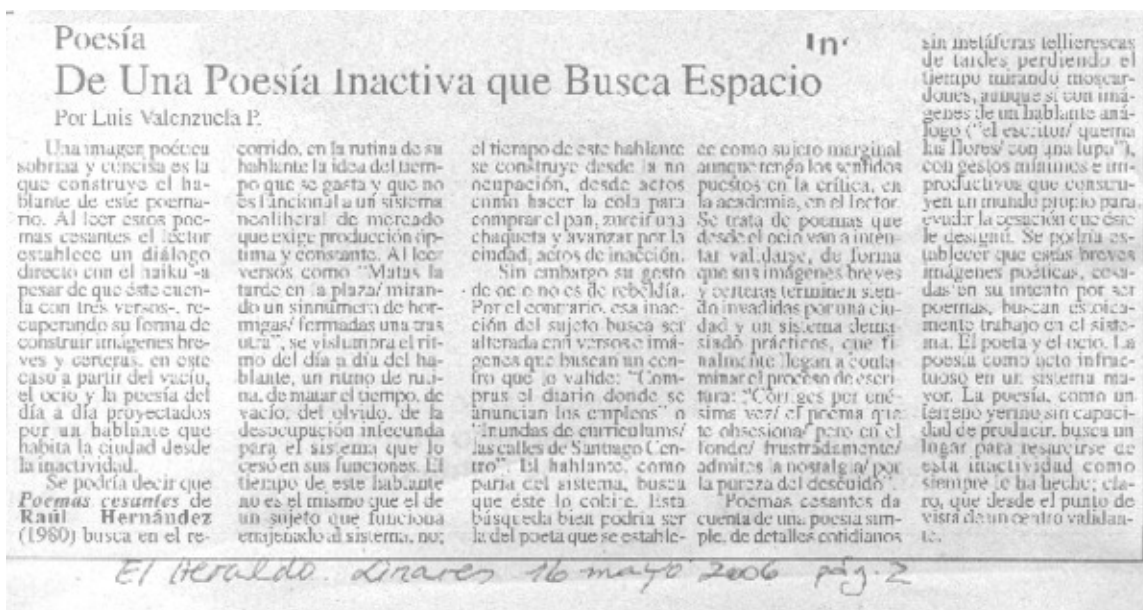 Poesía
In
De Una Poesía Inactiva que Busca Espacio
Por Luis Valenzuela P.
Una imagen poética
sobria y concisa es la
que construye el ha-
blante de este poema-
rio. Al leer estos poe-
mas cesantes el lector
establece un diálogo
directo con el haiku -a
pesar de que éste cuen-
ta con tres versos-, re-
cuperando su forma de
construir imágenes bre-
ves y certeras, en este
caso a partir del vacío,
el ocio y la poesía del
día a día proyectados
por un hablante que
habita la ciudad desde
la inactividad.
Se podría decir que
Poemas cesantes de
Raúl Hernández
(1980) busca en el re-
corrido, en la rutina de su
hablante la idea del tiem-
po que se gasta y que no
es funcional a un sistema
neoliberal de mercado
que exige producción óp-
tima y constante. Al leer
versos como "Matas la
tarde en la plaza/ miran-
do un sinnúmero de hor-
migas/ formadas una tras
otra", se vislumbra el rit-
mo del día a día del ha-
blante, un ritmo de ruti-
na, de matar el tiempo, de
vacío, del olvido, de la
desocupación infecunda
para el sistema que lo
cesó en sus funciones. El
tiempo de este hablante
no es el mismo que el de
un sujeto que funciona
enajenado al sistema, no;
el tiempo de este hablante
se construye desde la no
ocupación, desde actos
como hacer la cola para
comprar el pan, zurcir una
chaqueta y avanzar por la
ciudad, actos de inacción.
Sin embargo su gesto
de ocio no es de rebeldía.
Por el contrario, esa inac-
ción del sujeto busca ser
alterada con versos e imá-
genes que buscan un cen-
tro que lo valide: "Com-
pras el diario donde se
anuncian los empleos" o
"Inundas de curriculums/
las calles de Santiago Cen-
tro". El hablante, como
paria del sistema, busca
que éste lo cobije. Esta
búsqueda bien podría ser
la del poeta que se estable-
ce como sujeto marginal
aunque tenga los sentidos
puestos en la crítica, en
la academia, en el lector.
Se trata de poemas que
desde el ocio van a inten-
tar validarse, de forma
que sus imágenes breves
y certeras terminen sien-
do invadidas por una ciu-
dad y un sistema dema-
siado prácticos, que fi-
nalmente llegan a conta-
minar el proceso de escri-
tura: "Corriges por ené-
sima vez/ el poema que
te obsesiona/ pero en el
fondo/ frustradamente/
admites la nostalgia/ por
la pureza del descuido".
"Poemas cesantes da
cuenta de una poesía sim-
ple, de detalles cotidianos
sin metáforas tellierescas
de tardes perdiendo el
tiempo mirando moscar-
dones, aunque sí con imá-
genes de un hablante aná-
logo ("el escritor/ quema
las flores/ con una lupa"),
con gestos mínimos e im-
productivos que constru-
yen un mundo propio para
evadir la cesación que éste
le designó. Se podría es-
tablecer que estas breves
imágenes poéticas,
das en su intento por ser
poemas, buscan estoica-
mente trabajo en el siste-
ma. El poeta y el ocio. La
poesía como acto infruc-
tuoso en un sistema ma-
yor. La poesía, como un
terreno yermo sin capaci-
dad de producir, busca un
lugar para resarcirse de
esta inactividad como
siempre lo ha hecho; cla-
ro, que desde el punto de
vista de un centro validan-
te.
El Heraldo. Linares 16 mayo 2006 pág. 2